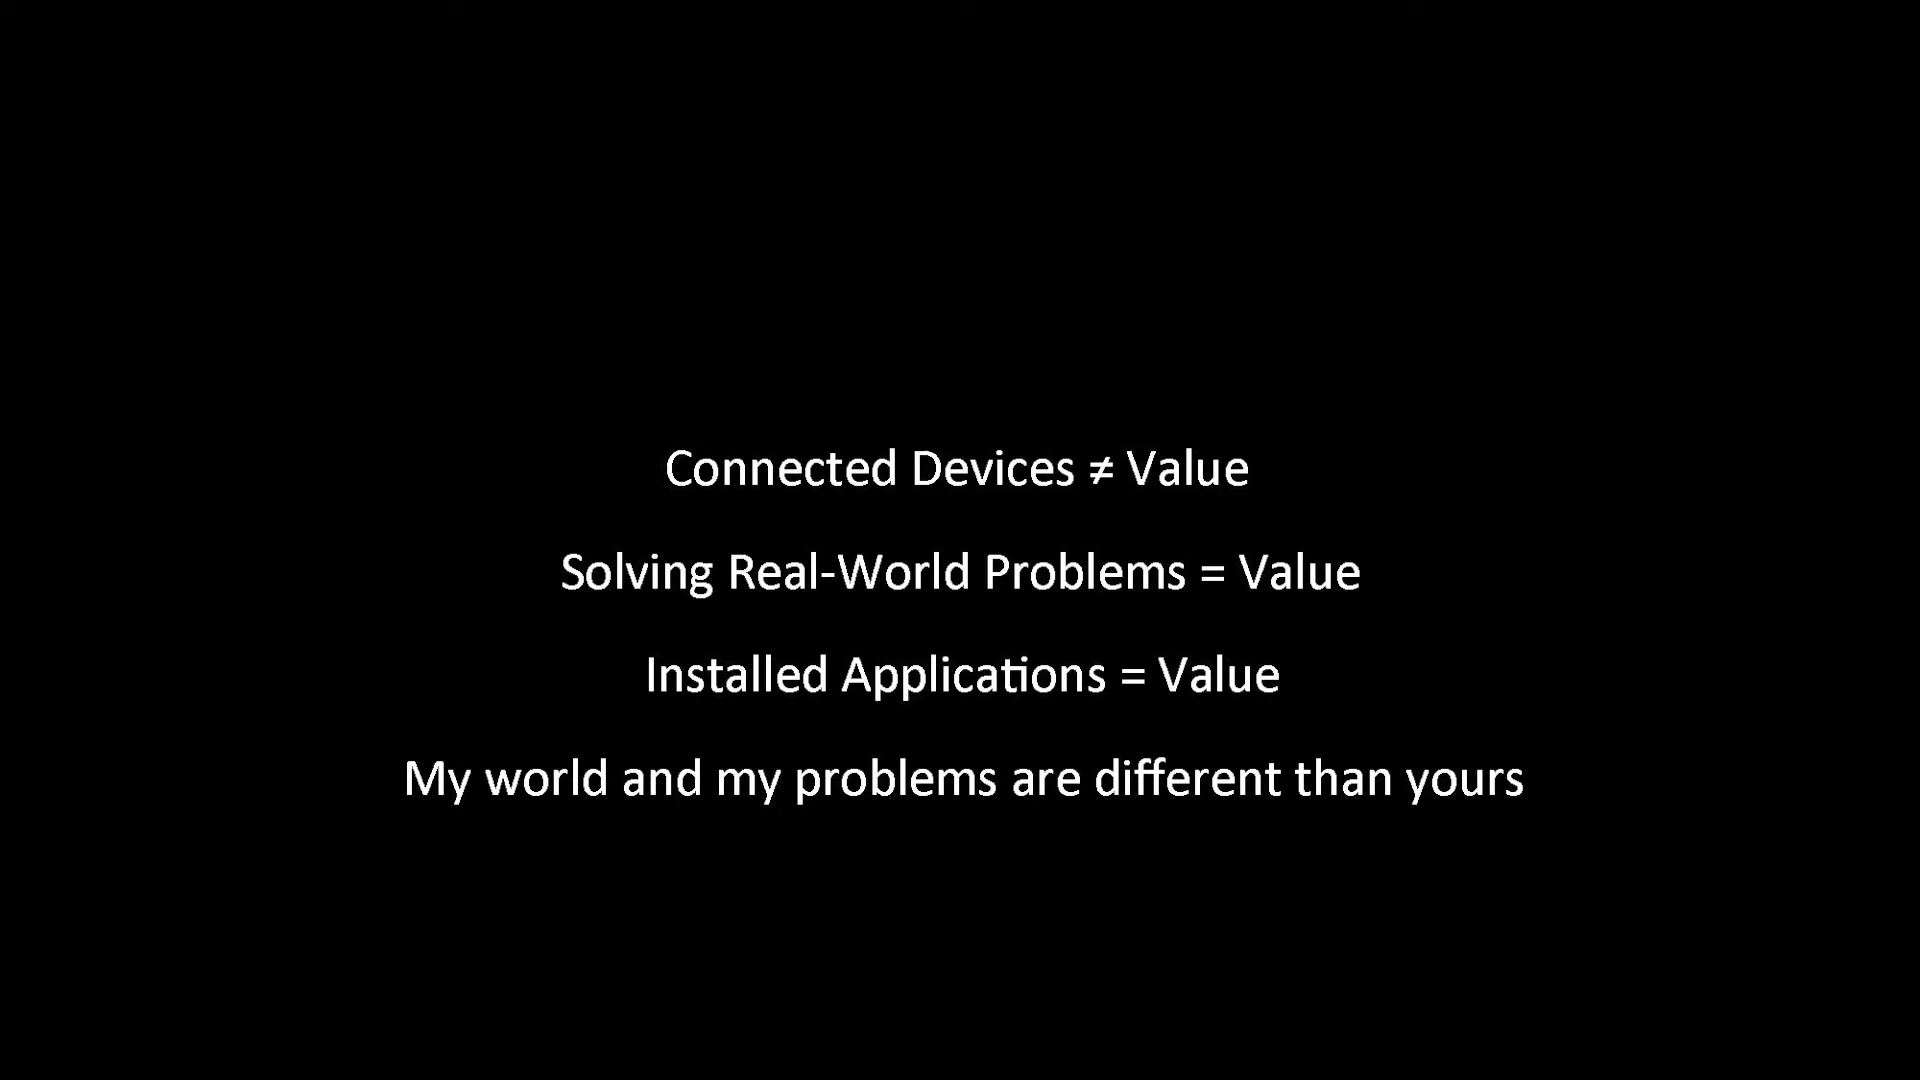 Connected Devices ≠ Value
Solving Real-World Problems = Value
Installed Applications = Value
My world and my problems are different than yours